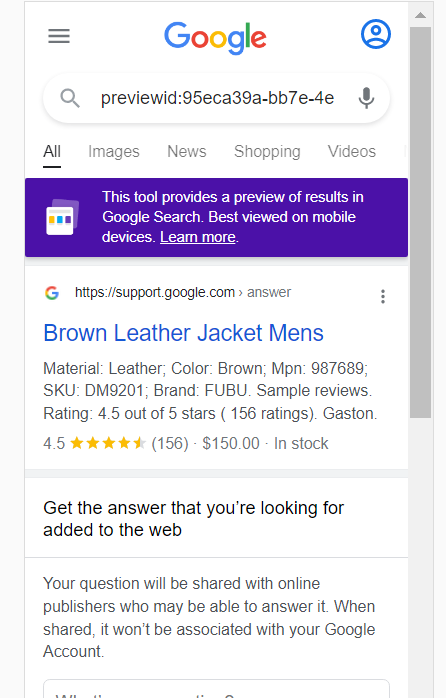 Google
previewid:95eca39a-bb7e-4e
All Images News Shopping Videos
This tool provides a preview of results in
Google Search. Best viewed on mobile
devices. Learn more.
https://support.google.com › answer
Brown Leather Jacket Mens
Material: Leather; Color: Brown; Mpn: 987689;
SKU: DM9201; Brand: FUBU. Sample reviews.
Rating: 4.5 out of 5 stars ( 156 ratings). Gaston.
4.5 ★★★★⯨ (156) · $150.00 · In stock
Get the answer that you’re looking for
added to the web
Your question will be shared with online
publishers who may be able to answer it. When
shared, it won’t be associated with your Google
Account.